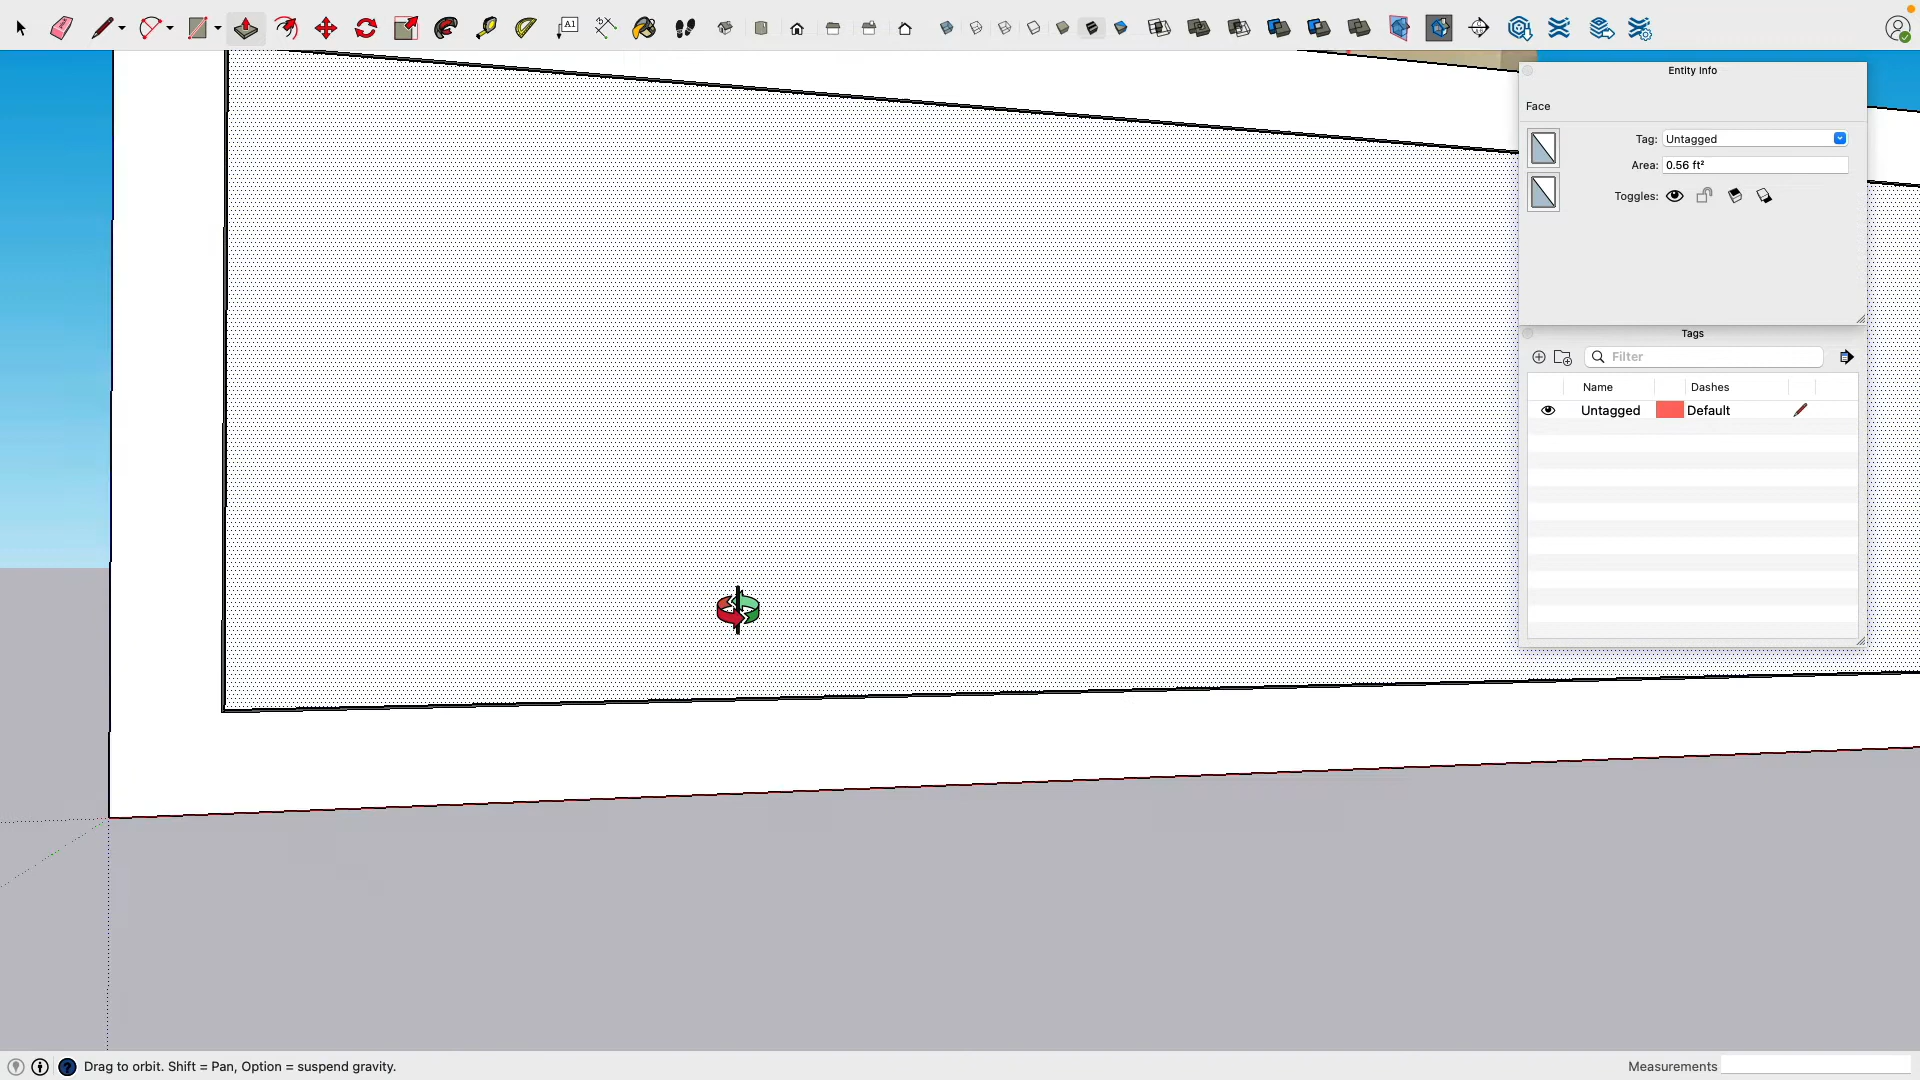 A1
Entity Info
Face
Tag: Untagged
Area: 0.56 ft²
Toggles:
Tags
Filter
Name Dashes
Untagged Default
Drag to orbit. Shift = Pan, Option = suspend gravity.
Measurements